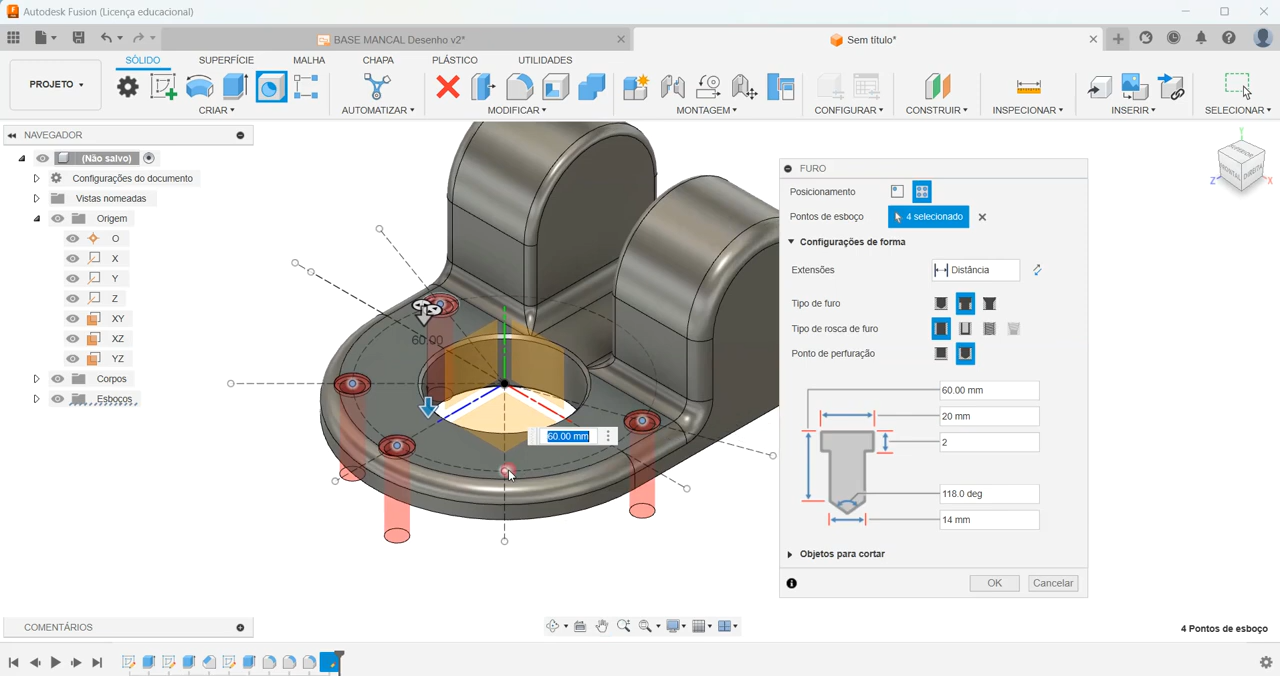 Autodesk Fusion (Licença educacional)
BASE MANCAL Desenho v2*
Sem título*
SÓLIDO SUPERFÍCIE MALHA CHAPA PLÁSTICO UTILIDADES
PROJETO
CRIAR AUTOMATIZAR MODIFICAR MONTAGEM CONFIGURAR CONSTRUIR INSPECIONAR INSERIR SELECIONAR
NAVEGADOR
(Não salvo)
Configurações do documento
Vistas nomeadas
Origem
O
X
Y
Z
XY
XZ
YZ
Corpos
Esboços
60.00
60.00 mm
Y
Z
X
FRONTAL
DIREITA
FURO
Posicionamento
Pontos de esboço 4 selecionado
Configurações de forma
Extensões Distância
Tipo de furo
Tipo de rosca de furo
Ponto de perfuração
60.00 mm
20 mm
2
118.0 deg
14 mm
Objetos para cortar
OK Cancelar
COMENTÁRIOS
4 Pontos de esboço